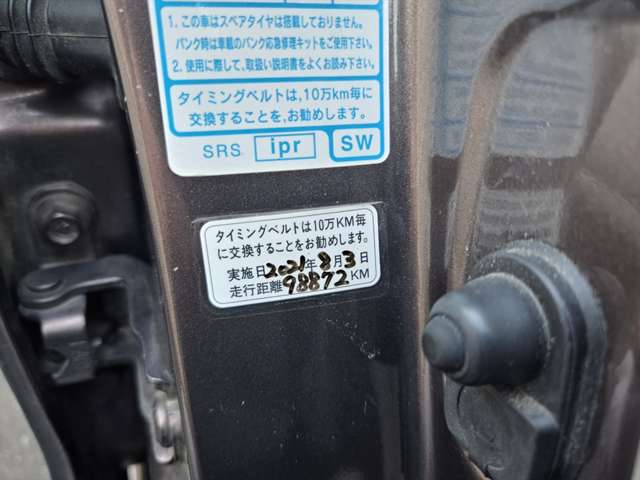 1. この車はスペアタイヤは搭載しておりません。
パンク時は車載のパンク応急修理キットをご使用下さい。
2. 使用に際して、取扱い説明書をよくお読み下さい。
タイミングベルトは、10万km毎に
交換することを、お勧めします。
SRS ipr SW
タイミングベルトは10万KM毎
に交換することをお勧めします。
実施日2021年8月3日
走行距離98872KM